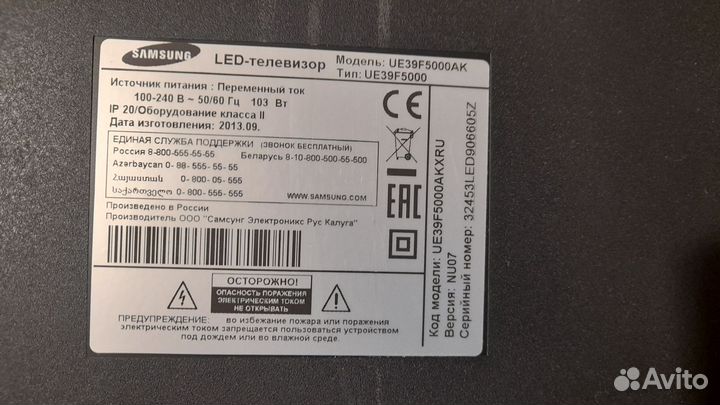 SAMSUNG
LED-телевизор
Модель: UE39F5000AK
Тип: UE39F5000
Источник питания : Переменный ток
100-240 В ~ 50/60 Гц 103 Вт
IP 20/Оборудование класса II
Дата изготовления : 2013.09.
ЕДИНАЯ СЛУЖБА ПОДДЕРЖКИ (ЗВОНОК БЕСПЛАТНЫЙ)
Россия 8-800-555-55-55
Беларусь 8-10-800-500-55-500
Azərbaycan 0- 88- 555- 55- 55
Հայաստան 0- 800- 05- 555
საქართველო 0- 800- 555- 555
WWW.SAMSUNG.COM
Произведено в России
Производитель ООО "Самсунг Электроникс Рус Калуга"
CE
EAC
ОСТОРОЖНО!
ОПАСНОСТЬ ПОРАЖЕНИЯ
ЭЛЕКТРИЧЕСКИМ ТОКОМ
НЕ ОТКРЫВАТЬ
ПРЕДУПРЕЖДЕНИЕ: во избежание пожара или поражения
электрическим током запрещается пользоваться устройством
под дождем или во влажной среде.
Код модели: UE39F5000AKXRU
Версия: NU07
Серийный номер: 32453LED906605Z
Avito